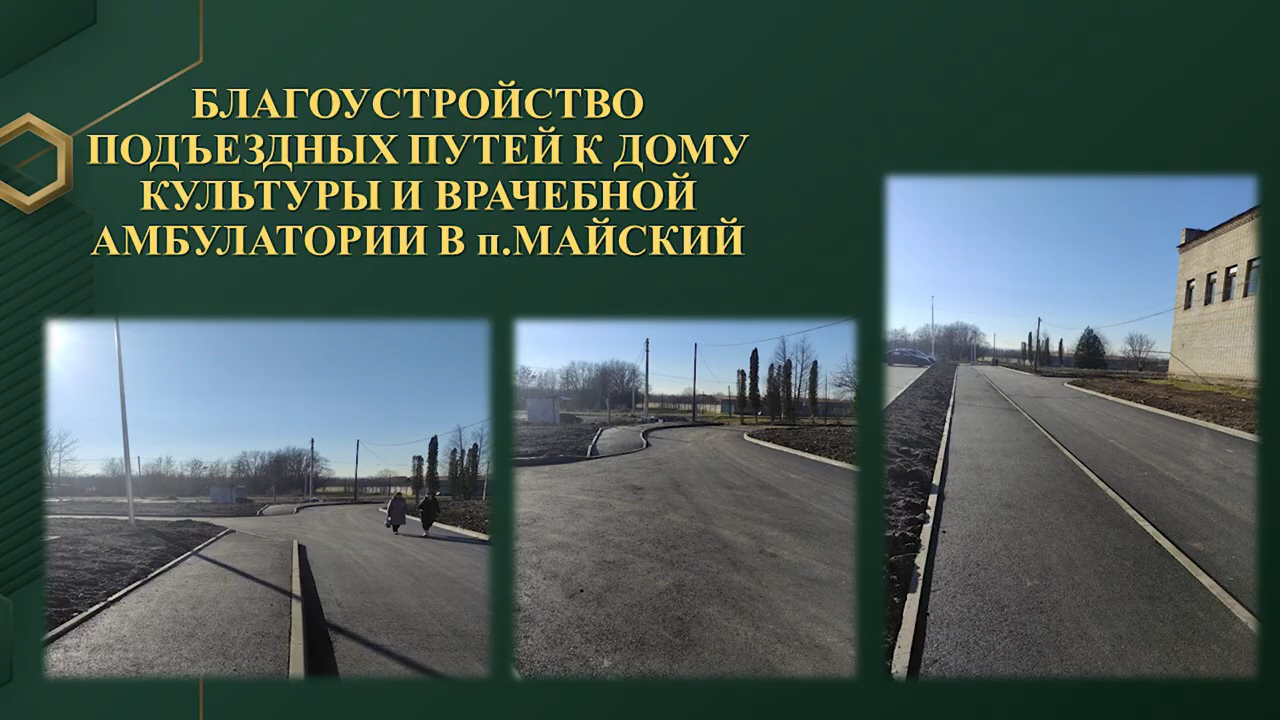 БЛАГОУСТРОЙСТВО
ПОДЪЕЗДНЫХ ПУТЕЙ К ДОМУ
КУЛЬТУРЫ И ВРАЧЕБНОЙ
АМБУЛАТОРИИ В п.МАЙСКИЙ